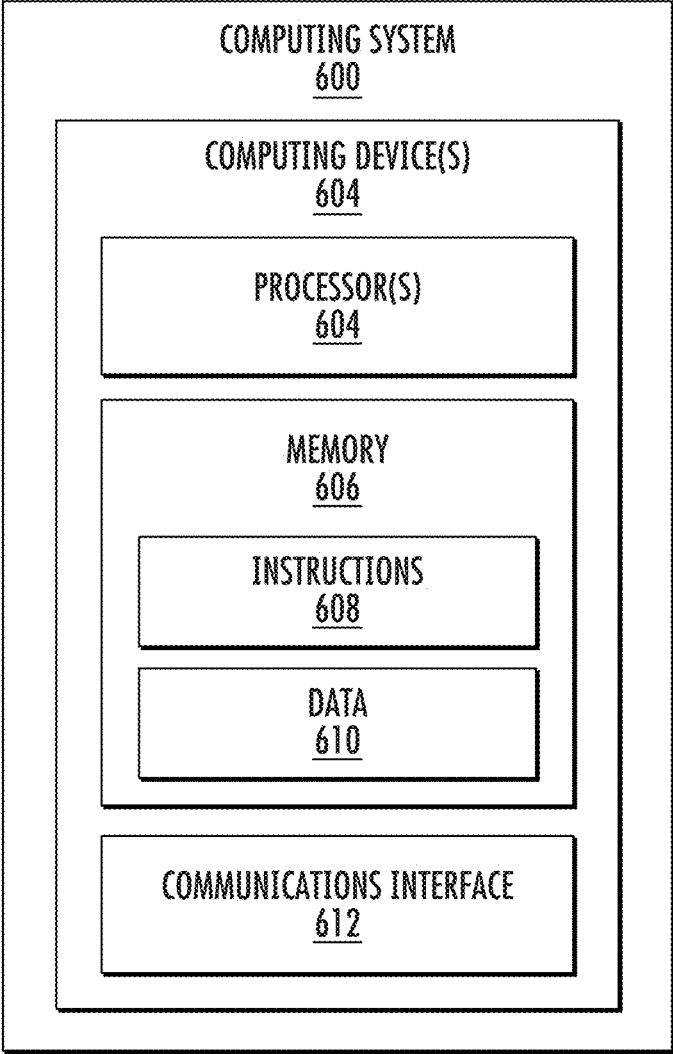 COMPUTING SYSTEM
600
COMPUTING DEVICE(S)
604
PROCESSOR(S)
604
MEMORY
606
INSTRUCTIONS
608
DATA
610
COMMUNICATIONS INTERFACE
612